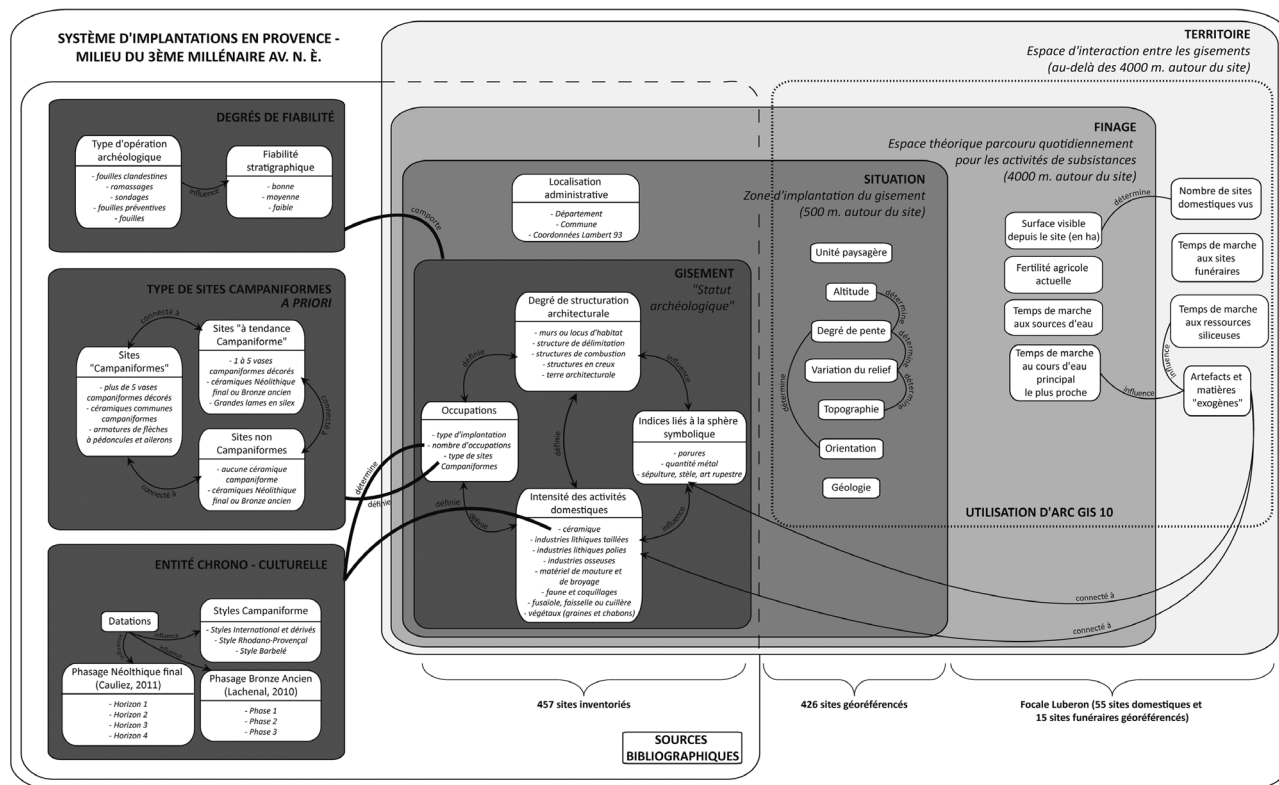 SYSTÈME D'IMPLANTATIONS EN PROVENCE -
MILIEU DU 3ÈME MILLÉNAIRE AV. N. È.
TERRITOIRE
Espace d'interaction entre les gisements
(au-delà des 4000 m. autour du site)
DEGRÉS DE FIABILITÉ
Type d'opération
archéologique
- fouilles clandestines
- ramassages
- sondages
- fouilles préventives
- fouilles
influence
Fiabilité
stratigraphique
- bonne
- moyenne
- faible
comporte
TYPE DE SITES CAMPANIFORMES
A PRIORI
connecté à
Sites "à tendance
Campaniforme"
- 1 à 5 vases
campaniformes décorés
- céramiques Néolithique
final ou Bronze ancien
- Grandes lames en silex
Sites
"Campaniformes"
- plus de 5 vases
campaniformes décorés
- céramiques communes
campaniformes
- armatures de flèches
à pédoncules et ailerons
connecté à
Sites non
Campaniformes
- aucune céramique
campaniforme
- céramiques Néolithique
final ou Bronze ancien
connecté à
détermine
définie
définie
ENTITÉ CHRONO - CULTURELLE
Datations
influence
influence
influence
Styles Campaniforme
- Styles International et dérivés
- Style Rhodano-Provençal
- Style Barbelé
Phasage Néolthique final
(Cauliez, 2011)
- Horizon 1
- Horizon 2
- Horizon 3
- Horizon 4
Phasage Bronze Ancien
(Lachenal, 2010)
- Phase 1
- Phase 2
- Phase 3
FINAGE
Espace théorique parcouru quotidiennement
pour les activités de subsistances
(4000 m. autour du site)
SITUATION
Zone d'implantation du gisement
(500 m. autour du site)
Localisation
administrative
- Département
- Commune
- Coordonnées Lambert 93
GISEMENT
"Statut
archéologique"
Degré de structuration
architecturale
- murs ou locus d'habitat
- structure de délimitation
- structures de combustion
- structures en creux
- terre architecturale
définie
influence
Occupations
- type d'implantation
- nombre d'occupations
- type de sites
Campaniformes
définie
Indices liés à la sphère
symbolique
- parures
- quantité métal
- sépulture, stèle, art rupestre
définie
influence
Intensité des activités
domestiques
- céramique
- industries lithiques taillées
- industries lithiques polies
- industries osseuses
- matériel de mouture et
de broyage
- faune et coquillages
- fusaïole, faisselle ou cuillère
- végétaux (graines et chabons)
Unité paysagère
Altitude
détermine
Degré de pente
détermine
Variation du relief
détermine
détermine
Topographie
Orientation
Géologie
Surface visible
depuis le site (en ha)
détermine
Fertilité agricole
actuelle
Temps de marche
aux sources d'eau
Temps de marche
au cours d'eau
principal
le plus proche
influence
Nombre de sites
domestiques vus
Temps de marche
aux sites
funéraires
Temps de marche
aux ressources
siliceuses
influence
Artefacts et
matières
"exogènes"
UTILISATION D'ARC GIS 10
connecté à
connecté à
457 sites inventoriés
426 sites géoréférencés
Focale Luberon (55 sites domestiques et
15 sites funéraires géoréférencés)
SOURCES
BIBLIOGRAPHIQUES